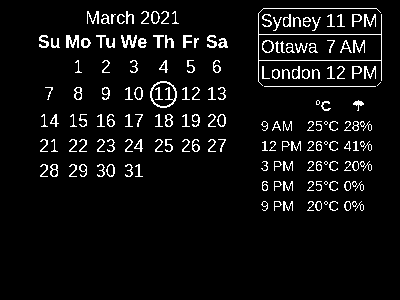 March 2021
Su Mo Tu We Th Fr Sa
1 2 3 4 5 6
7 8 9 10 11 12 13
14 15 16 17 18 19 20
21 22 23 24 25 26 27
28 29 30 31
Sydney 11 PM
Ottawa 7 AM
London 12 PM
°C ☂
9 AM 25°C 28%
12 PM 26°C 41%
3 PM 26°C 20%
6 PM 25°C 0%
9 PM 20°C 0%